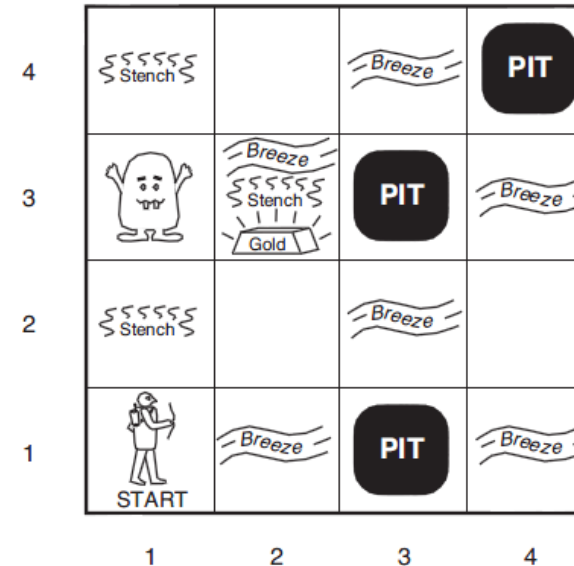 4
Stench
Breeze
PIT
3
Breeze
Stench
Gold
PIT
Breeze
2
Stench
Breeze
1
START
Breeze
PIT
Breeze
1 2 3 4